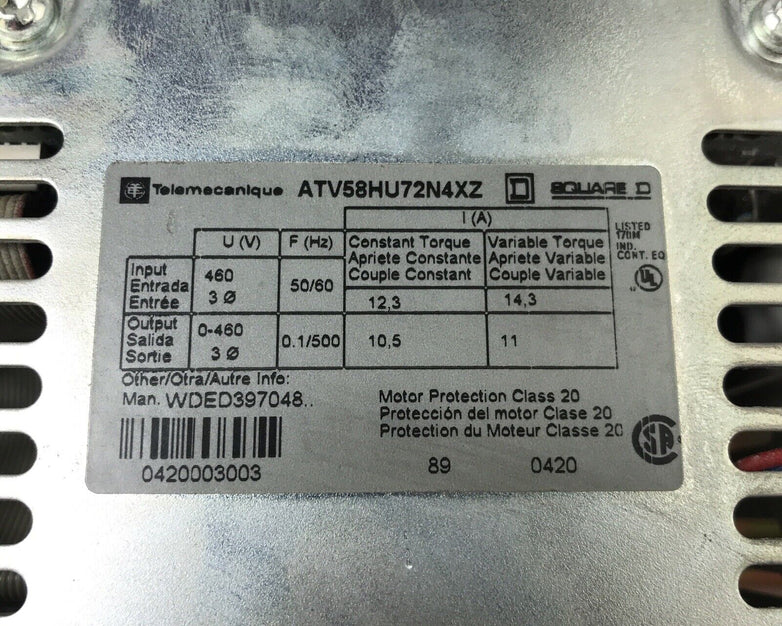 Telemecanique ATV58HU72N4XZ SQUARE D
I (A)
U (V) F (Hz) Constant Torque Variable Torque
Apriete Constante Apriete Variable
Couple Constant Couple Variable
LISTED
170M
IND.
CONT. EQ
UL
Input 460 50/60
Entrada
Entrée 3 Ø 12,3 14,3
Output 0-460 0.1/500 10,5 11
Salida
Sortie 3 Ø
Other/Otra/Autre Info:
Man. WDED397048..
Motor Protection Class 20
Protección del motor Clase 20
Protection du Moteur Classe 20
0420003003 89 0420